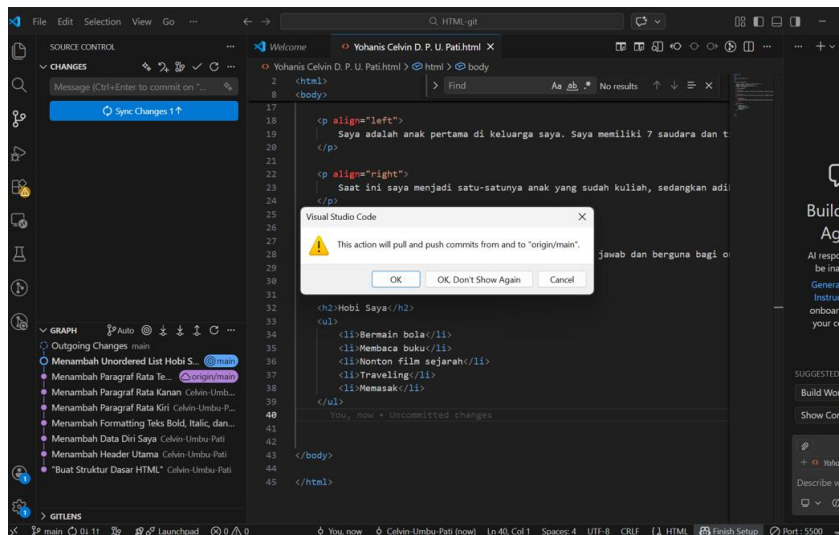 File Edit Selection View Go ···
HTML-git
SOURCE CONTROL
CHANGES
Message (Ctrl+Enter to commit on "...
Sync Changes 1↑
Welcome
Yohanis Celvin D. P. U. Pati.html
Yohanis Celvin D. P. U. Pati.html > html > body
Find
Aa ab .*
No results
2 <html>
8 <body>
17
18 <p align="left">
19 Saya adalah anak pertama di keluarga saya. Saya memiliki 7 saudara dan
20 </p>
21
22 <p align="right">
23 Saat ini saya menjadi satu-satunya anak yang sudah kuliah, sedangkan
24 </p>
25
26
27
28 jawab dan berguna bagi
29
30
31
32 <h2>Hobi Saya</h2>
33 <ul>
34 <li>Bermain bola</li>
35 <li>Membaca buku</li>
36 <li>Nonton film sejarah</li>
37 <li>Traveling</li>
38 <li>Memasak</li>
39 </ul>
40 You, now • Uncommitted changes
41
42
43 </body>
44
45 </html>
Visual Studio Code
This action will pull and push commits from and to "origin/main".
OK
OK, Don't Show Again
Cancel
GRAPH
Auto
Outgoing Changes main
Menambah Unordered List Hobi S... main
Menambah Paragraf Rata Te... origin/main
Menambah Paragraf Rata Kanan Celvin-Umb...
Menambah Paragraf Rata Kiri Celvin-Umbu-P...
Menambah Formatting Teks Bold, Italic, dan...
Menambah Data Diri Saya Celvin-Umbu-Pati
Menambah Header Utama Celvin-Umbu-Pati
"Buat Struktur Dasar HTML" Celvin-Umbu-Pati
GITLENS
Build
Ag
AI respo
be ina
Genera
Instruc
onboar
your co
SUGGESTED
Build Wor
Show Con
Describe w
main 0↓ 1↑
Launchpad
0 0
You, now
Celvin-Umbu-Pati (now)
Ln 40, Col 1
Spaces: 4
UTF-8
CRLF
HTML
Finish Setup
Port : 5500